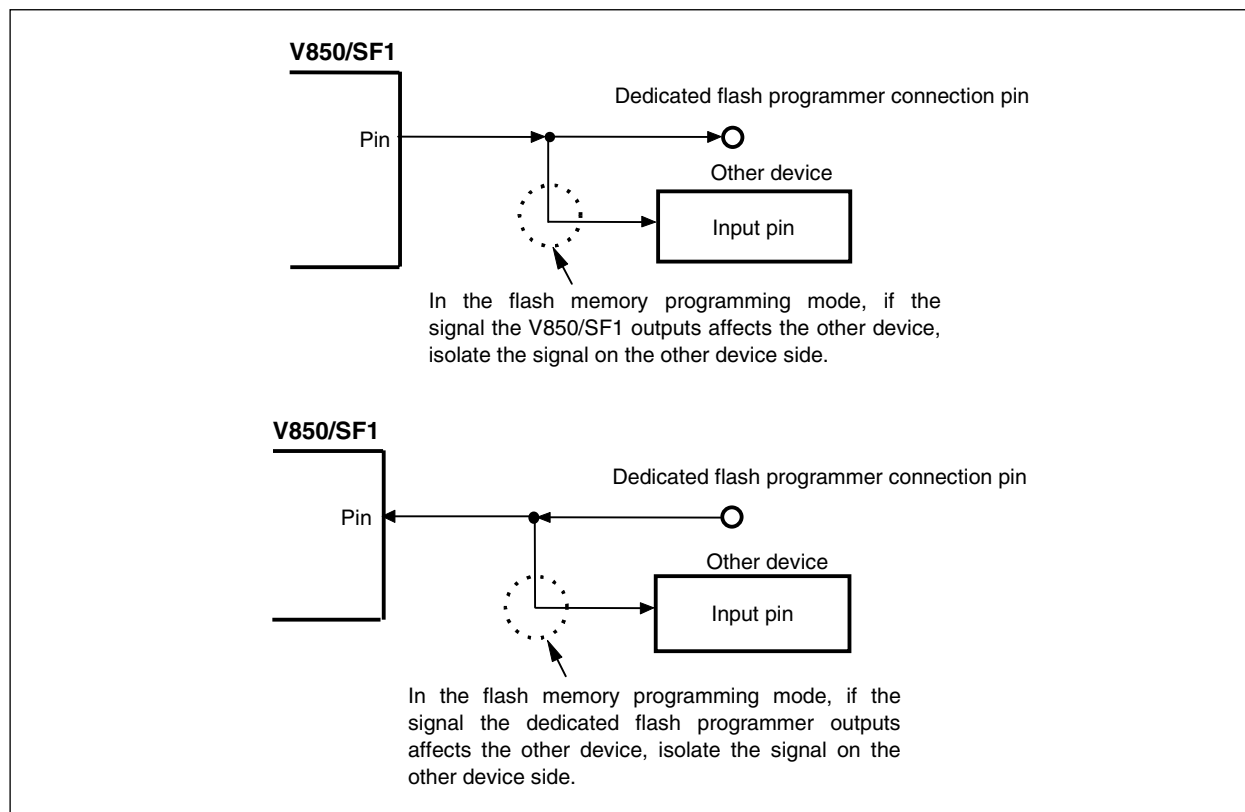 V850/SF1
Dedicated flash programmer connection pin
Pin
Other device
Input pin
In the flash memory programming mode, if the
signal the V850/SF1 outputs affects the other device,
isolate the signal on the other device side.
V850/SF1
Dedicated flash programmer connection pin
Pin
Other device
Input pin
In the flash memory programming mode, if the
signal the dedicated flash programmer outputs
affects the other device, isolate the signal on the
other device side.